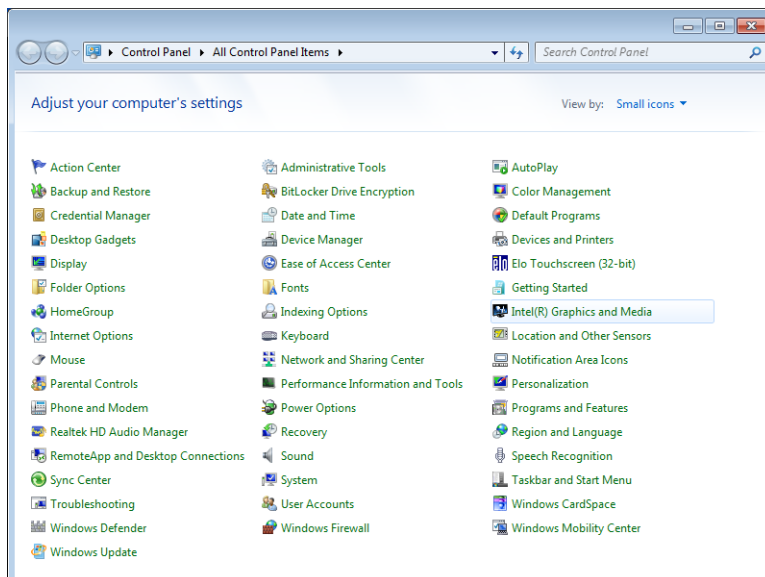 Control Panel All Control Panel Items Search Control Panel
Adjust your computer's settings View by: Small icons
Action Center Administrative Tools AutoPlay
Backup and Restore BitLocker Drive Encryption Color Management
Credential Manager Date and Time Default Programs
Desktop Gadgets Device Manager Devices and Printers
Display Ease of Access Center Elo Touchscreen (32-bit)
Folder Options Fonts Getting Started
HomeGroup Indexing Options Intel(R) Graphics and Media
Internet Options Keyboard Location and Other Sensors
Mouse Network and Sharing Center Notification Area Icons
Parental Controls Performance Information and Tools Personalization
Phone and Modem Power Options Programs and Features
Realtek HD Audio Manager Recovery Region and Language
RemoteApp and Desktop Connections Sound Speech Recognition
Sync Center System Taskbar and Start Menu
Troubleshooting User Accounts Windows CardSpace
Windows Defender Windows Firewall Windows Mobility Center
Windows Update